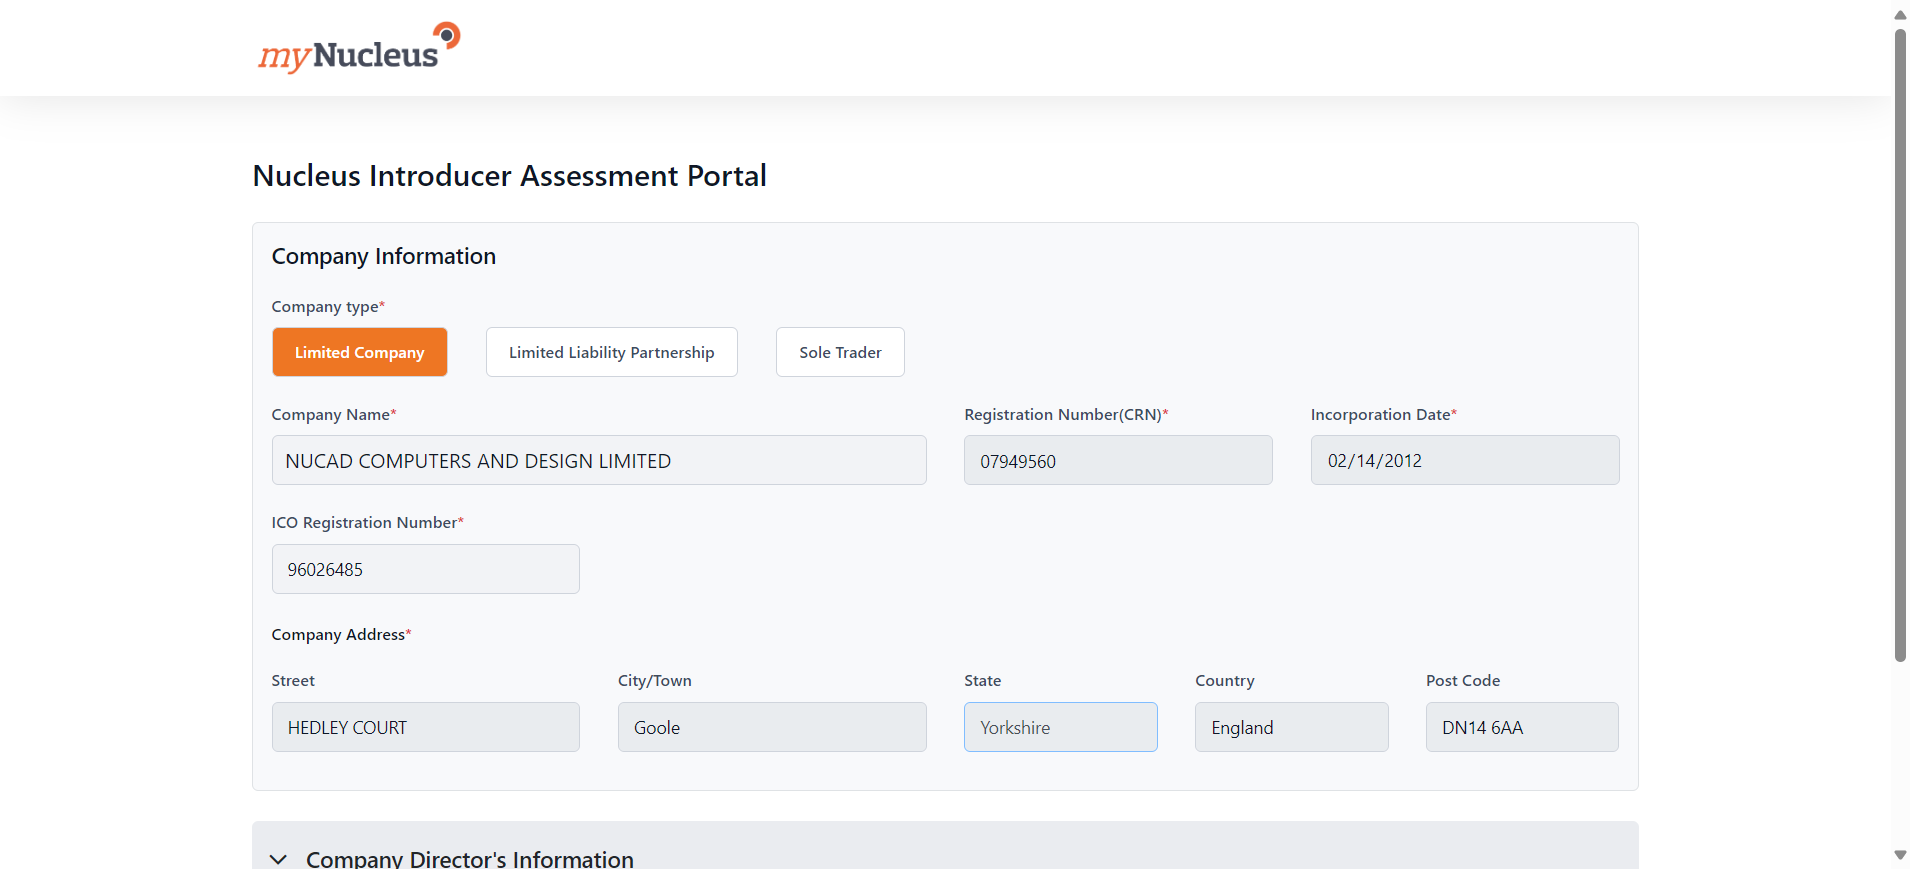 myNucleus
Nucleus Introducer Assessment Portal
Company Information
Company type*
Limited Company
Limited Liability Partnership
Sole Trader
Company Name*
Registration Number(CRN)*
Incorporation Date*
NUCAD COMPUTERS AND DESIGN LIMITED
07949560
02/14/2012
ICO Registration Number*
96026485
Company Address*
Street
City/Town
State
Country
Post Code
HEDLEY COURT
Goole
Yorkshire
England
DN14 6AA
Company Director's Information